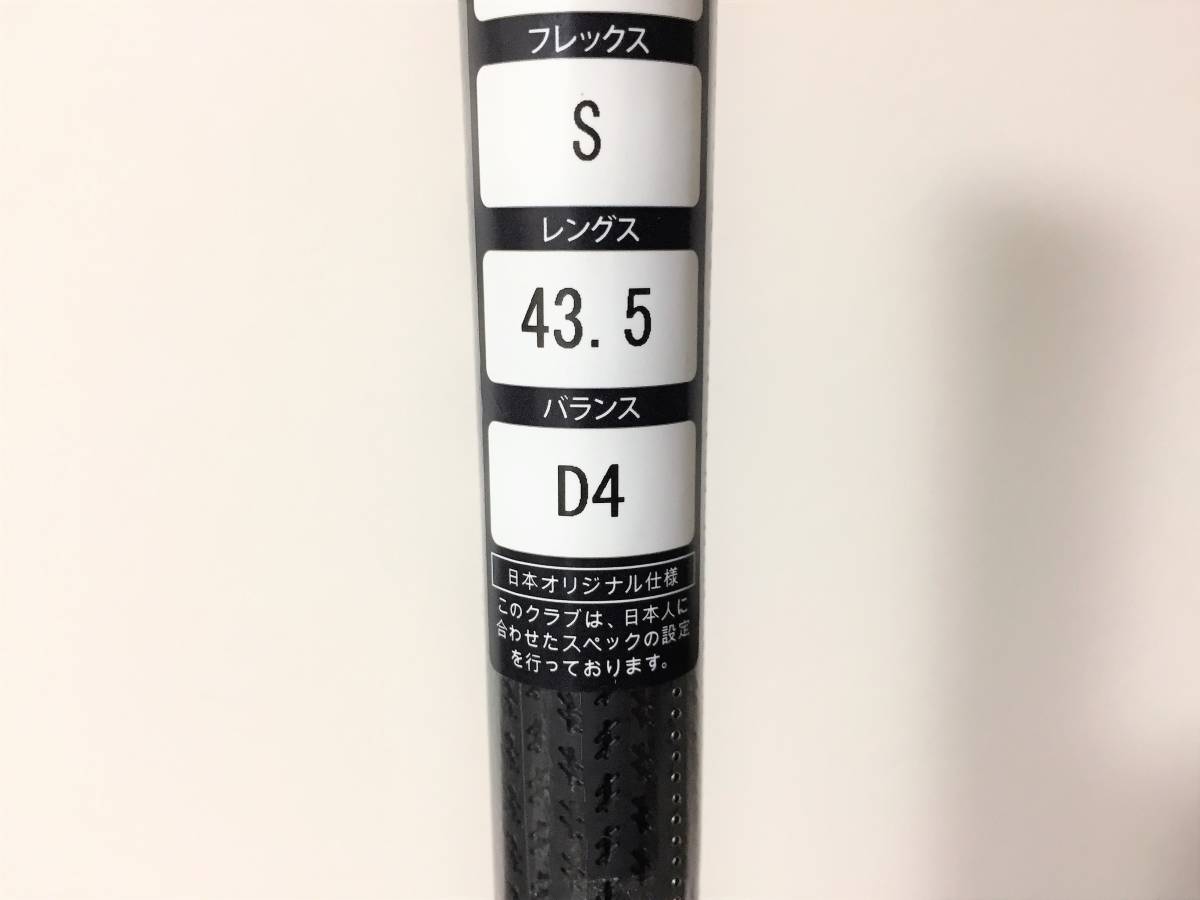 フレックス
S
レングス
43.5
バランス
D4
日本オリジナル仕様
このクラブは、日本人に
合わせたスペックの設定
を行っております。